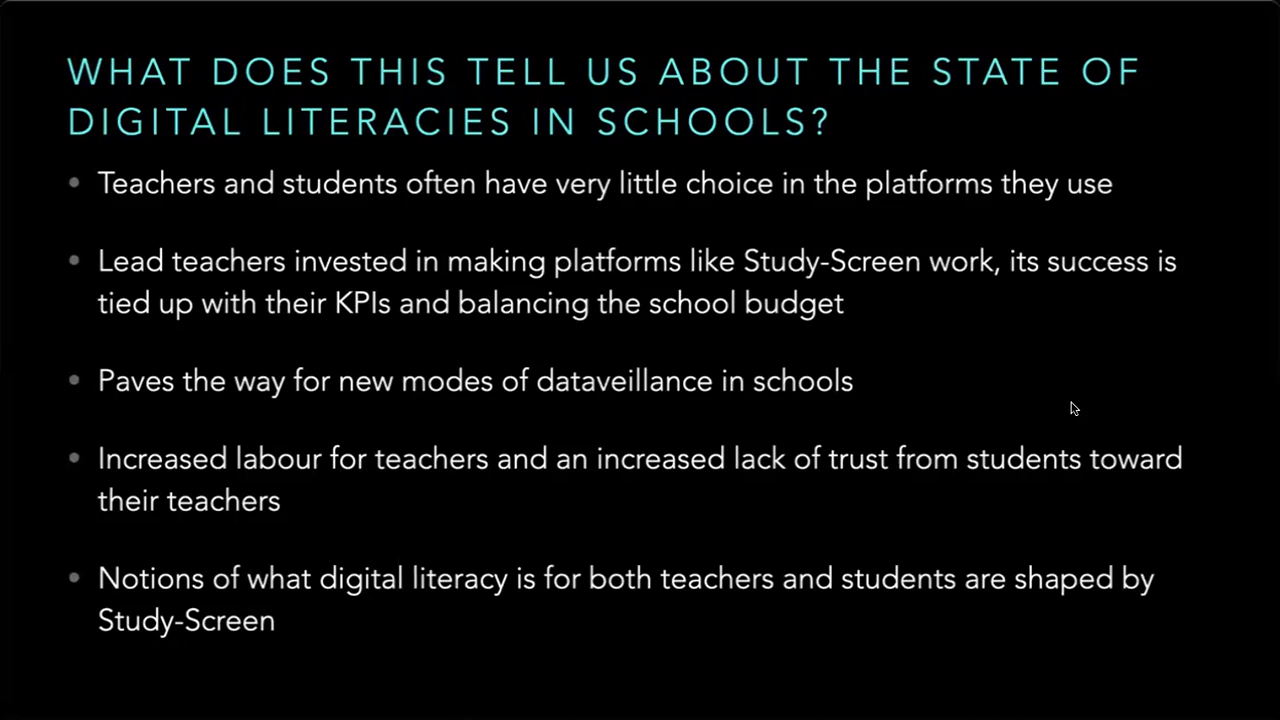 WHAT DOES THIS TELL US ABOUT THE STATE OF
DIGITAL LITERACIES IN SCHOOLS?
• Teachers and students often have very little choice in the platforms they use
• Lead teachers invested in making platforms like Study-Screen work, its success is
tied up with their KPIs and balancing the school budget
• Paves the way for new modes of dataveillance in schools
• Increased labour for teachers and an increased lack of trust from students toward
their teachers
• Notions of what digital literacy is for both teachers and students are shaped by
Study-Screen